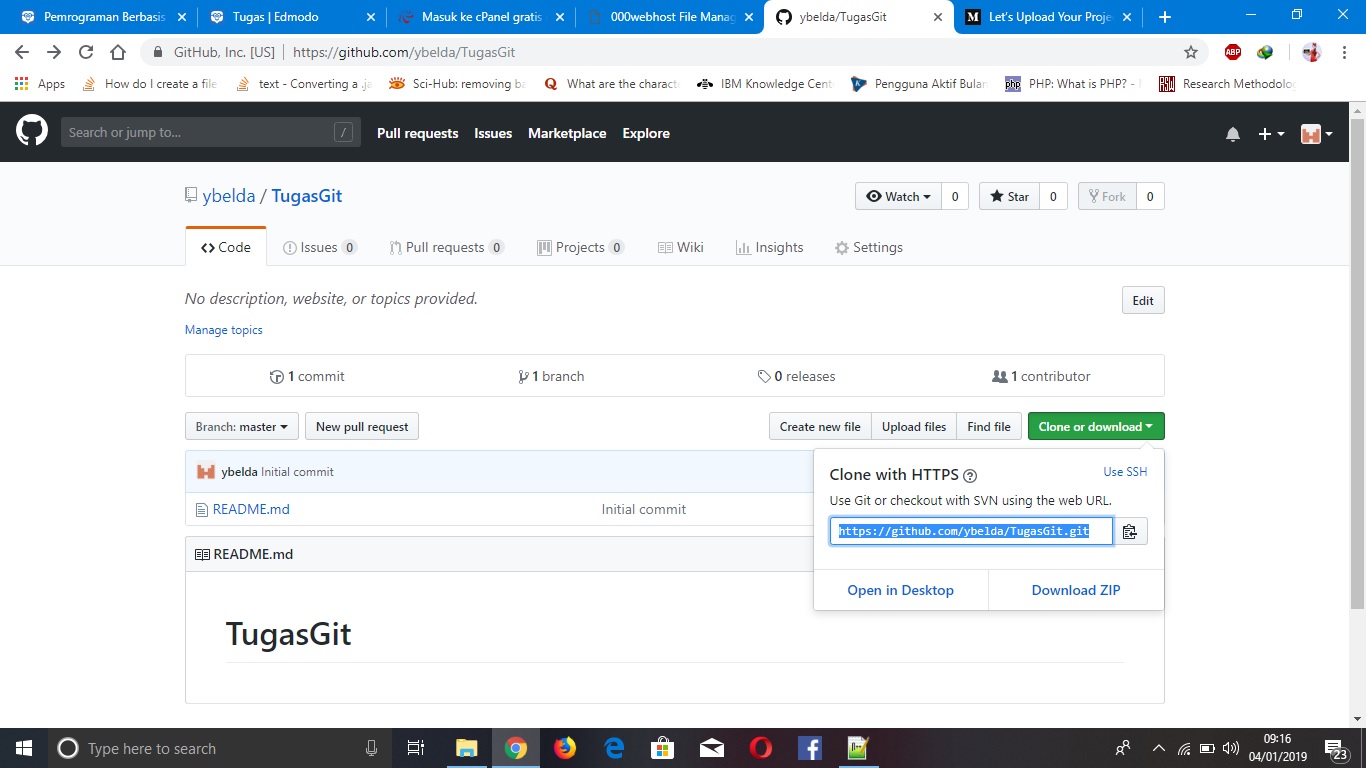 Pemrograman Berbasis
Tugas | Edmodo
Masuk ke cPanel gratis
000webhost File Manag
ybelda/TugasGit
Let's Upload Your Proje
GitHub, Inc. [US] | https://github.com/ybelda/TugasGit
ABP
Apps
How do I create a file
text - Converting a .ja
Sci-Hub: removing ba
What are the characte
IBM Knowledge Cent
Pengguna Aktif Bulan
php
PHP: What is PHP? -
Research Methodolo
Search or jump to...
/
Pull requests
Issues
Marketplace
Explore
ybelda / TugasGit
Watch
0
Star
0
Fork
0
Code
Issues 0
Pull requests 0
Projects 0
Wiki
Insights
Settings
No description, website, or topics provided.
Edit
Manage topics
1 commit
1 branch
0 releases
1 contributor
Branch: master
New pull request
Create new file
Upload files
Find file
Clone or download
ybelda Initial commit
README.md
Initial commit
Clone with HTTPS
Use SSH
Use Git or checkout with SVN using the web URL.
https://github.com/ybelda/TugasGit.git
Open in Desktop
Download ZIP
README.md
TugasGit
Type here to search
09:16
04/01/2019
23